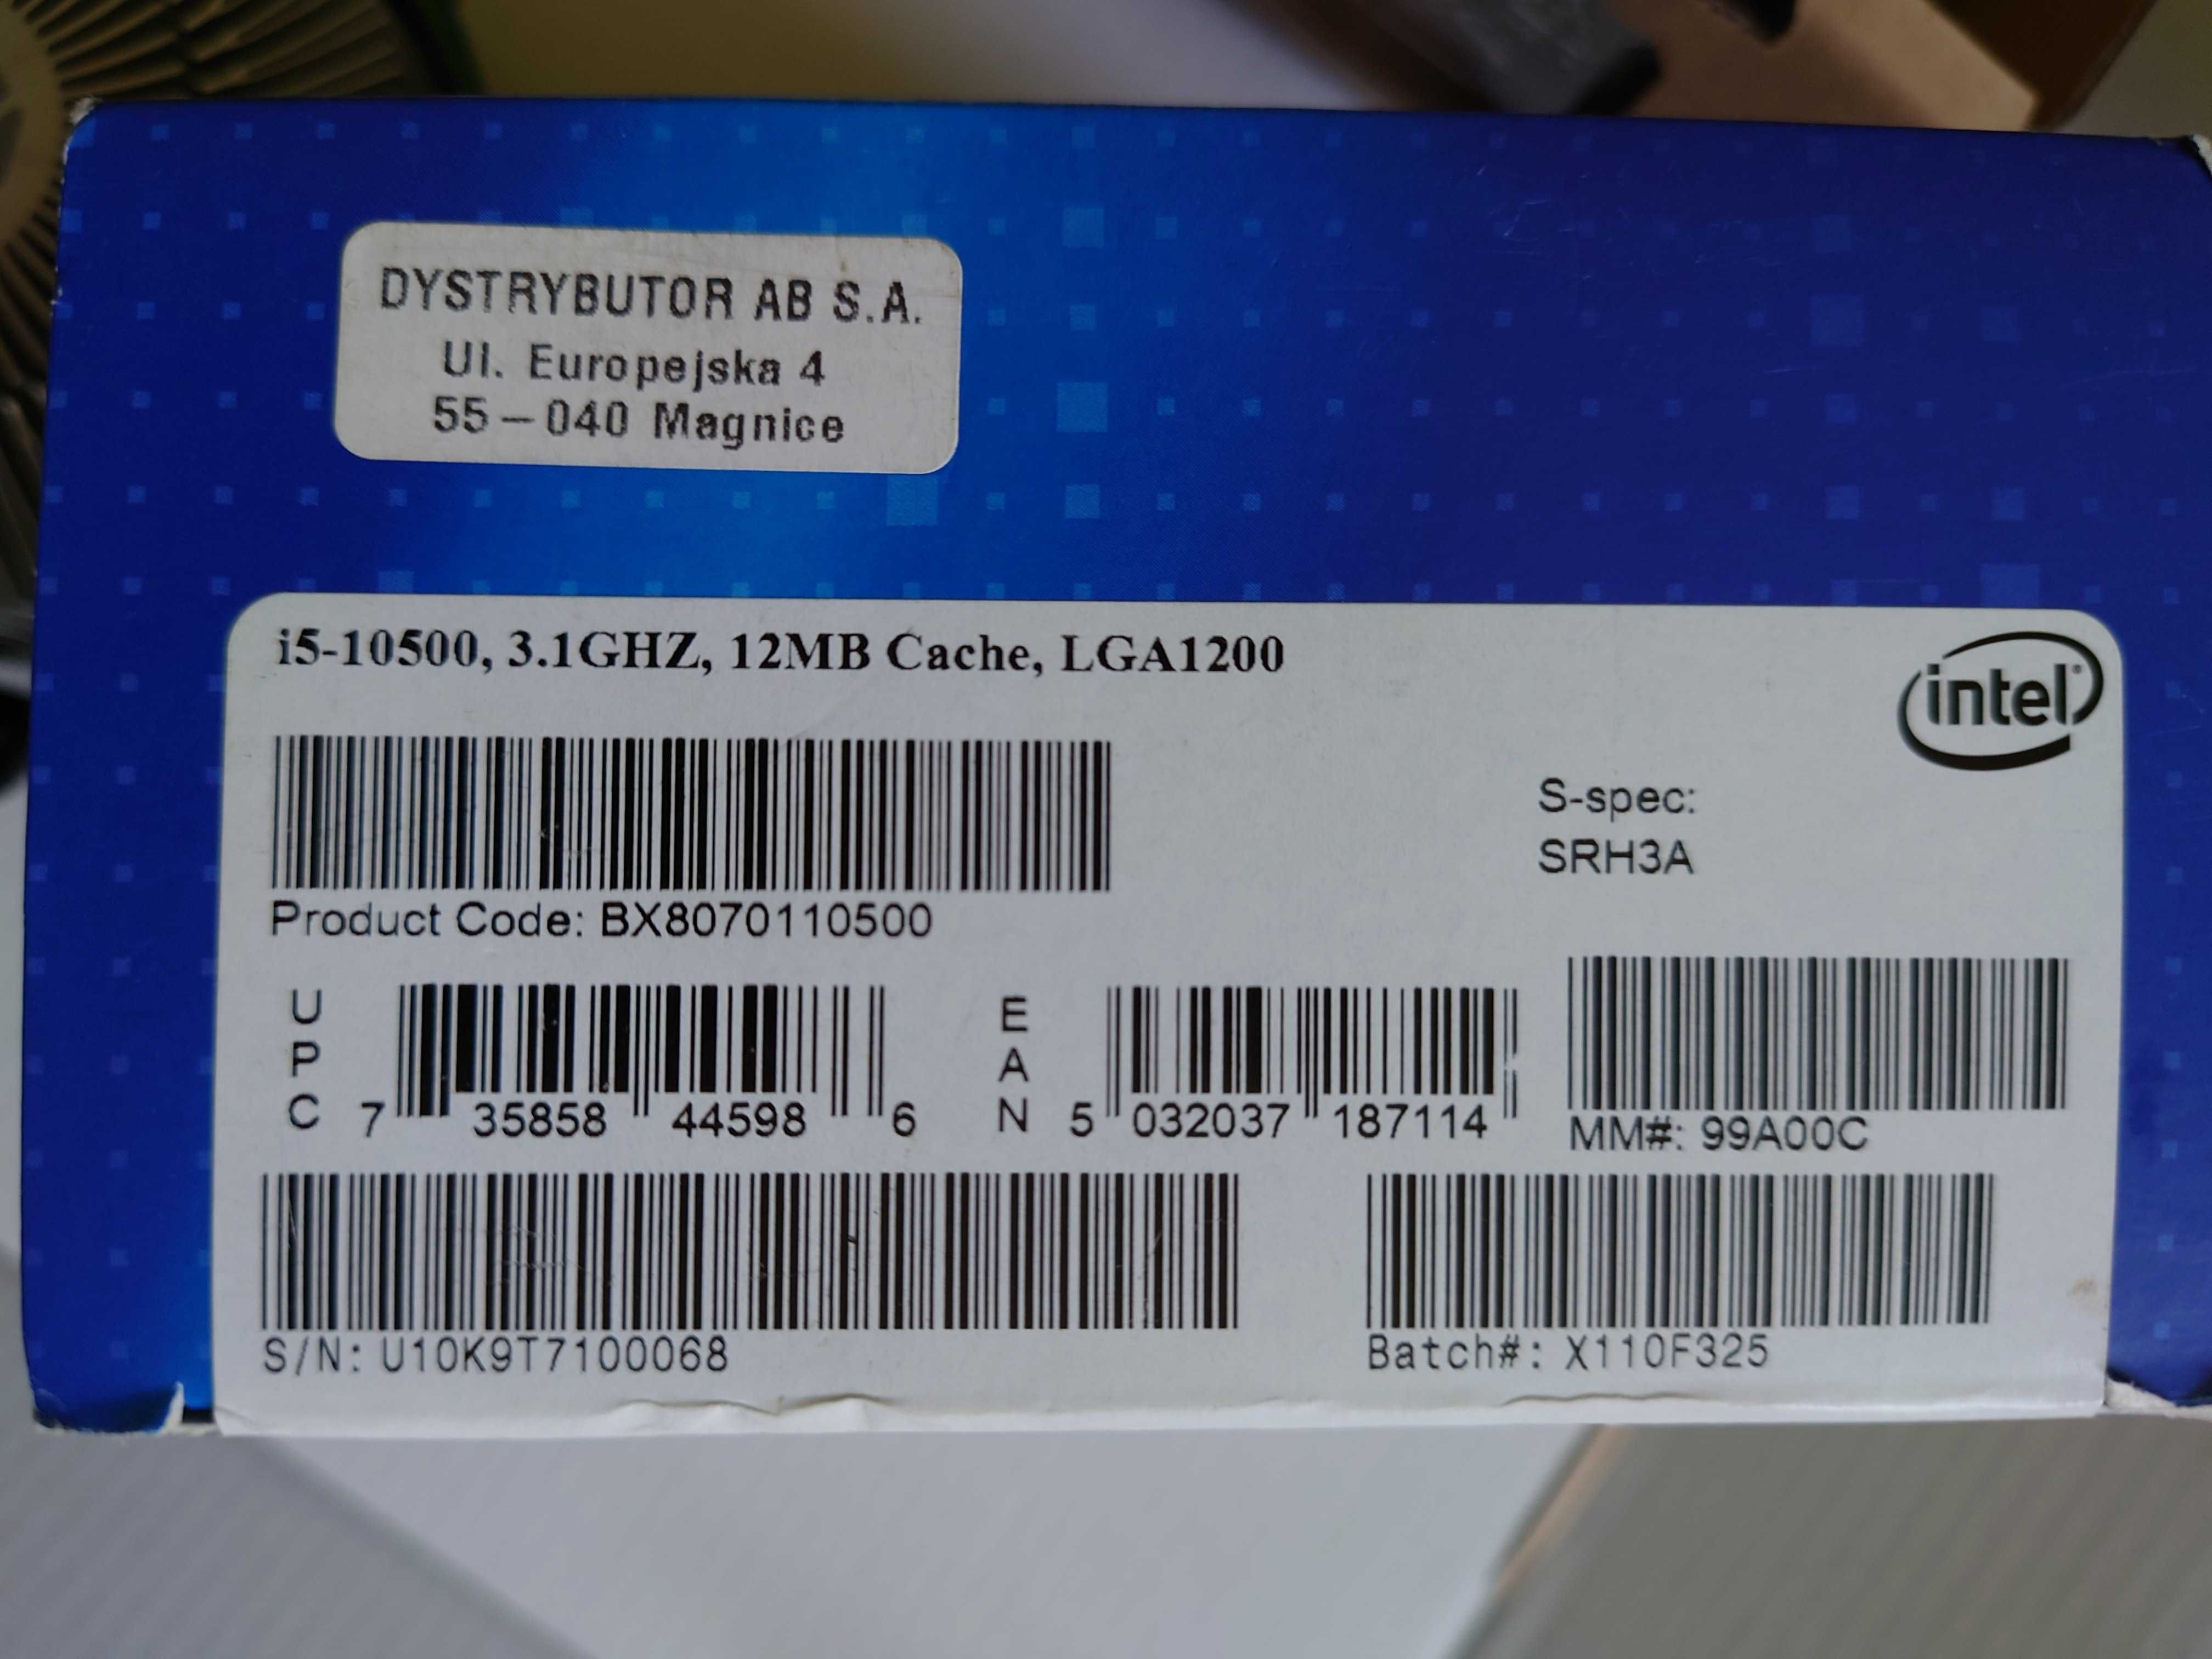 DYSTRYBUTOR AB S.A.
Ul. Europejska 4
55-040 Magnice
i5-10500, 3.1GHZ, 12MB Cache, LGA1200
intel®
S-spec:
SRH3A
Product Code: BX8070110500
UPC 7 35858 44598 6
EAN 5 032037 187114
MM#: 99A00C
S/N: U10K9T7100068
Batch#: X110F325